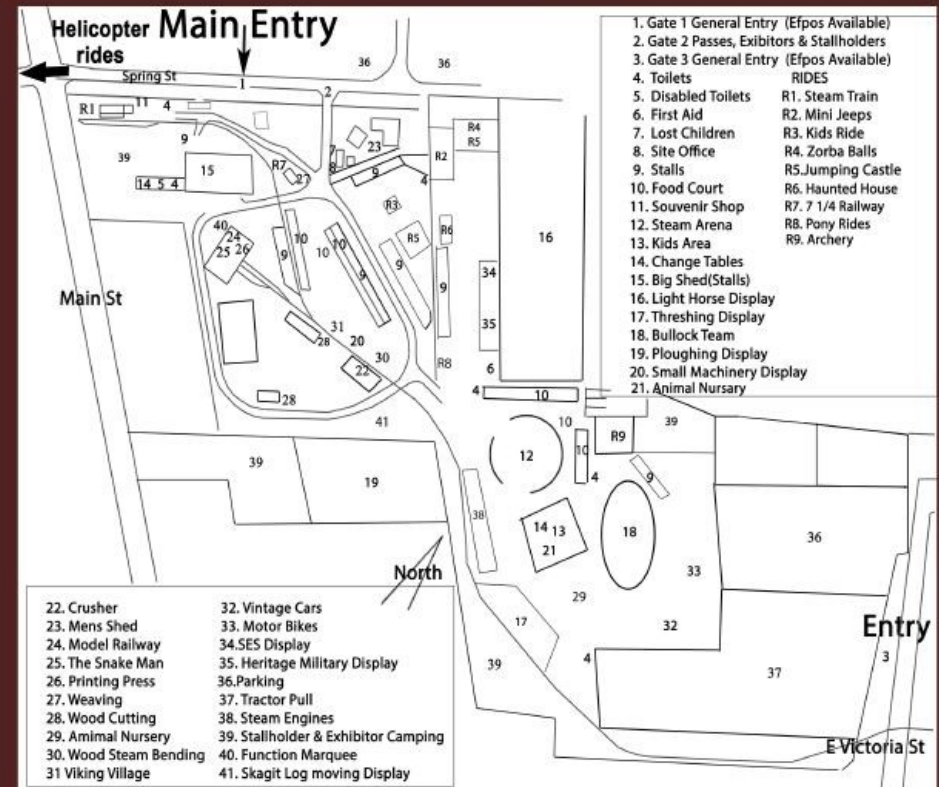 Helicopter
rides
Main Entry
Spring St
Main St
North
Entry
E Victoria St
1. Gate 1 General Entry (Efpos Available)
2. Gate 2 Passes, Exibitors & Stallholders
3. Gate 3 General Entry (Efpos Available)
4. Toilets
5. Disabled Toilets
6. First Aid
7. Lost Children
8. Site Office
9. Stalls
10. Food Court
11. Souvenir Shop
12. Steam Arena
13. Kids Area
14. Change Tables
15. Big Shed(Stalls)
16. Light Horse Display
17. Threshing Display
18. Bullock Team
19. Ploughing Display
20. Small Machinery Display
21. Animal Nursary
RIDES
R1. Steam Train
R2. Mini Jeeps
R3. Kids Ride
R4. Zorba Balls
R5.Jumping Castle
R6. Haunted House
R7. 7 1/4 Railway
R8. Pony Rides
R9. Archery
36
36
1
2
R1
11
4
9
39
15
14 5 4
R7
27
7
8
23
9
4
R2
R4
R5
R3
R5
R6
16
40
24
25
26
9
10
10
10
9
9
9
34
35
31
28
20
30
22
28
R8
6
41
4
10
39
19
12
10
10
R9
39
4
9
38
14 13
21
18
36
33
29
32
17
39
4
37
3
22. Crusher
23. Mens Shed
24. Model Railway
25. The Snake Man
26. Printing Press
27. Weaving
28. Wood Cutting
29. Amimal Nursery
30. Wood Steam Bending
31 Viking Village
32. Vintage Cars
33. Motor Bikes
34.SES Display
35. Heritage Military Display
36.Parking
37. Tractor Pull
38. Steam Engines
39. Stallholder & Exhibitor Camping
40. Function Marquee
41. Skagit Log moving Display